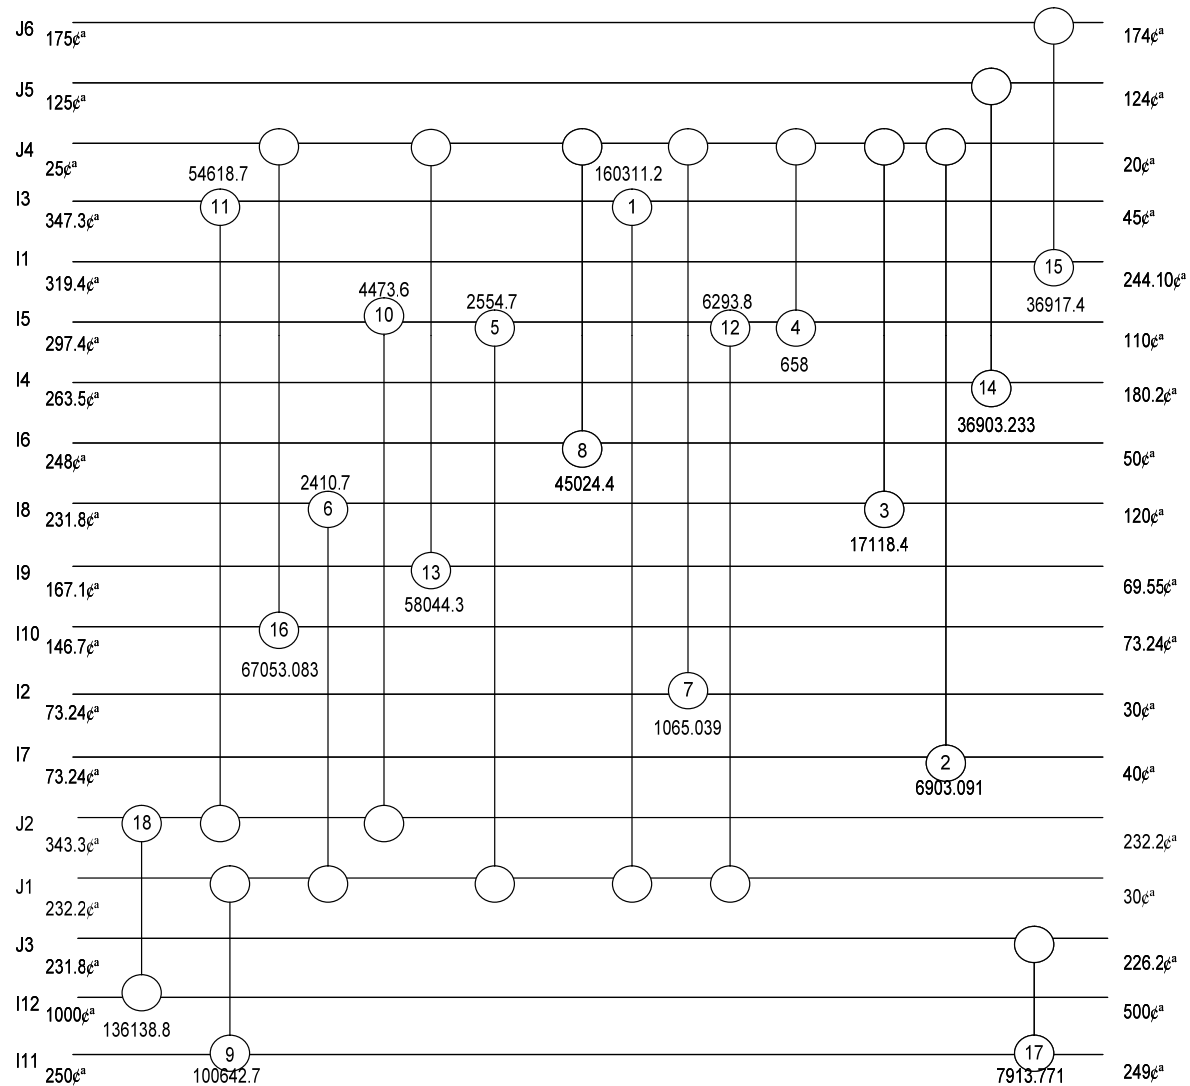 J6 175¢ª 174¢ª
J5 125¢ª 124¢ª
J4 25¢ª 20¢ª
54618.7 160311.2
I3 347.3¢ª 11 1 45¢ª
I1 319.4¢ª 15 244.10¢ª
36917.4
4473.6 2554.7 6293.8
I5 297.4¢ª 10 5 12 4 110¢ª
658
I4 263.5¢ª 14 180.2¢ª
36903.233
I6 248¢ª 8 50¢ª
2410.7 45024.4
I8 231.8¢ª 6 3 120¢ª
17118.4
I9 167.1¢ª 13 69.55¢ª
58044.3
I10 146.7¢ª 16 73.24¢ª
67053.083
I2 73.24¢ª 7 30¢ª
1065.039
I7 73.24¢ª 2 40¢ª
6903.091
J2 343.3¢ª 18 232.2¢ª
J1 232.2¢ª 30¢ª
J3 231.8¢ª 226.2¢ª
I12 1000¢ª 500¢ª
136138.8
I11 250¢ª 9 17 249¢ª
100642.7 7913.771